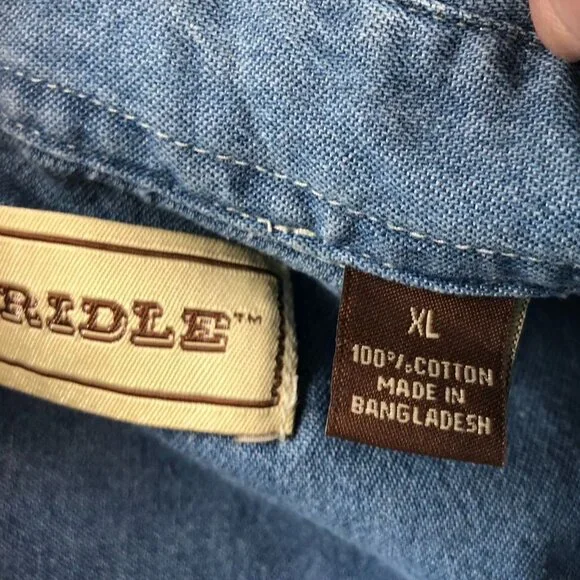 RIDLE™
XL
100% COTTON
MADE IN
BANGLADESH